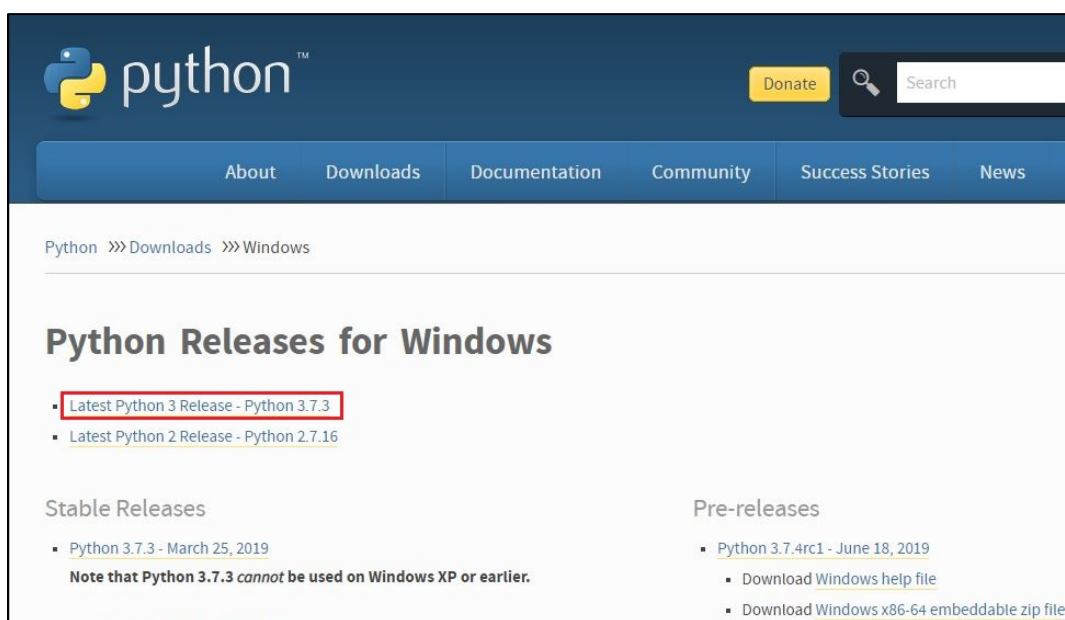 python™
Donate
Search
About Downloads Documentation Community Success Stories News
Python >>> Downloads >>> Windows
Python Releases for Windows
Latest Python 3 Release - Python 3.7.3
Latest Python 2 Release - Python 2.7.16
Stable Releases
Python 3.7.3 - March 25, 2019
Note that Python 3.7.3 cannot be used on Windows XP or earlier.
Pre-releases
Python 3.7.4rc1 - June 18, 2019
Download Windows help file
Download Windows x86-64 embeddable zip file